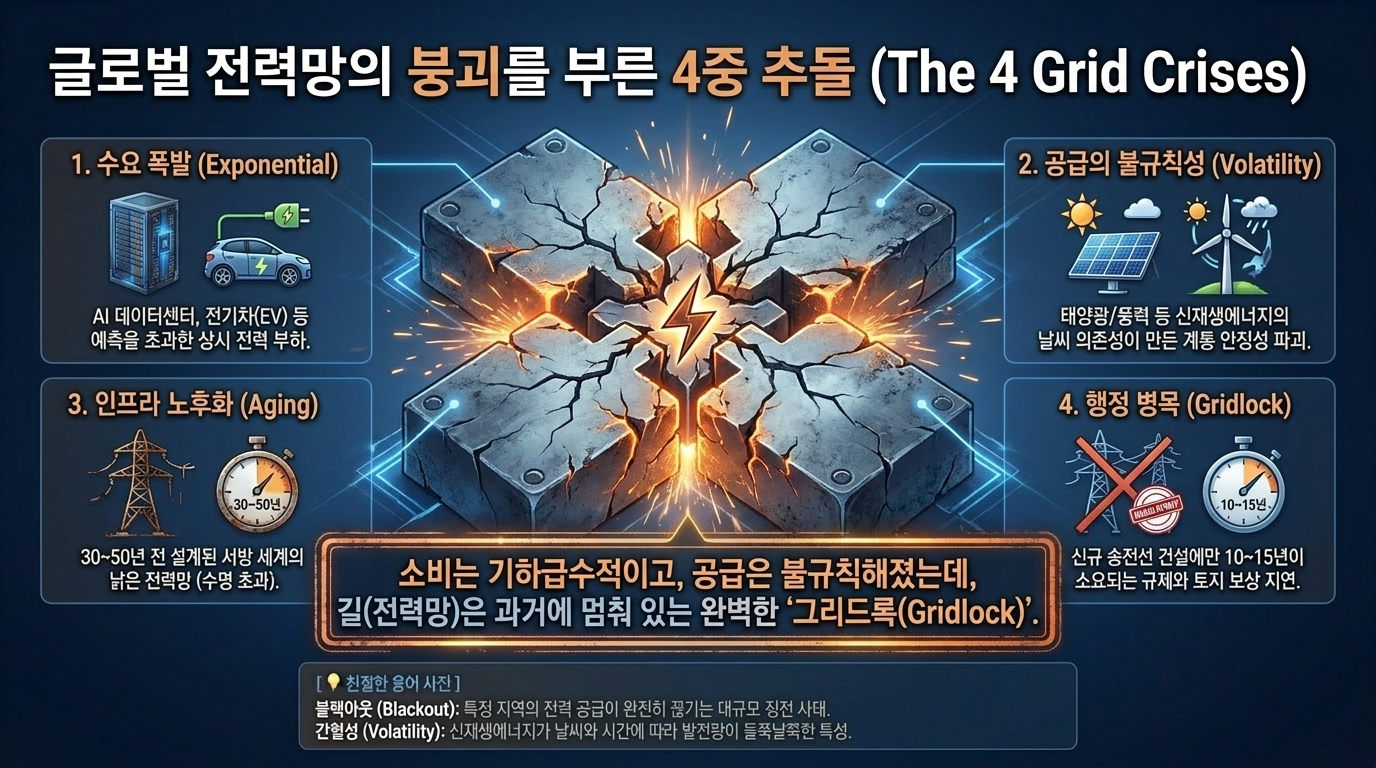 글로벌 전력망의 붕괴를 부른 4중 추돌 (The 4 Grid Crises)
1. 수요 폭발 (Exponential)
AI 데이터센터, 전기차(EV) 등
예측을 초과한 상시 전력 부하.
2. 공급의 불규칙성 (Volatility)
태양광/풍력 등 신재생에너지의
날씨 의존성이 만든 계통 안정성 파괴.
3. 인프라 노후화 (Aging)
30~50년
30~50년 전 설계된 서방 세계의
낡은 전력망 (수명 초과).
4. 행정 병목 (Gridlock)
10~15년
신규 송전선 건설에만 10~15년이
소요되는 규제와 토지 보상 지연.
소비는 기하급수적이고, 공급은 불규칙해졌는데,
길(전력망)은 과거에 멈춰 있는 완벽한 ‘그리드록(Gridlock)’.
[ 💡 친절한 용어 사전 ]
블랙아웃 (Blackout): 특정 지역의 전력 공급이 완전히 끊기는 대규모 정전 사태.
간헐성 (Volatility): 신재생에너지가 날씨와 시간에 따라 발전량이 들쭉날쭉한 특성.